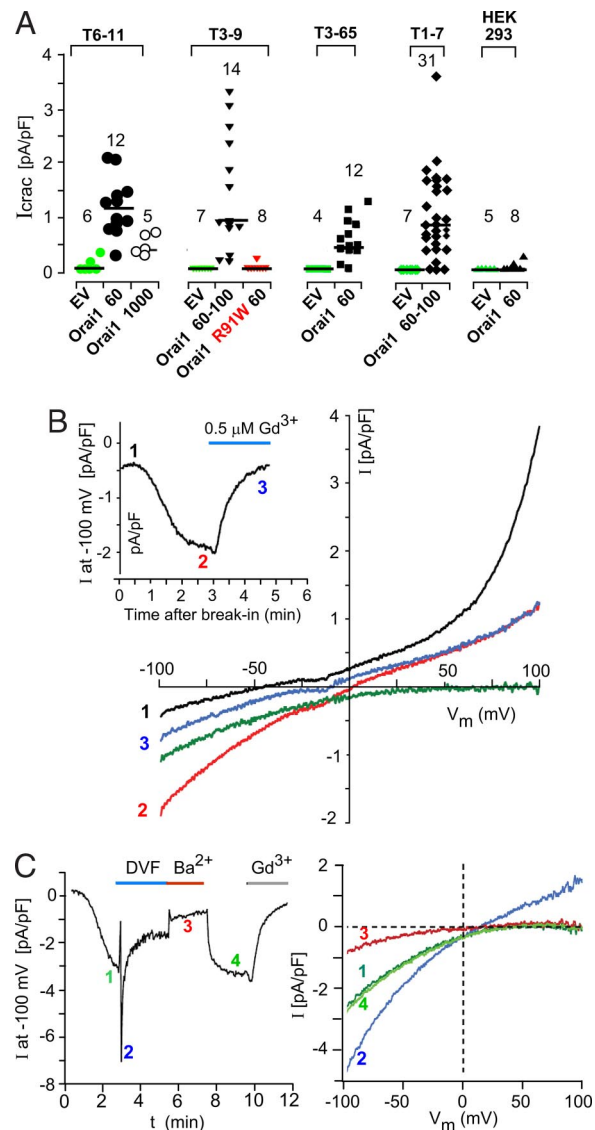 A
T6-11 T3-9 T3-65 T1-7 HEK 293
Icrac [pA/pF]
4
3
2
1
0
6 12 5 7 14 8 4 12 7 31 5 8
EV
Orai1 60
Orai1 1000
EV
Orai1 60-100
Orai1 R91W 60
EV
Orai1 60
EV
Orai1 60-100
EV
Orai1 60
B
0.5 µM Gd3+
I at -100 mV [pA/pF]
0
-1
-2
pA/pF
1
2
3
0 1 2 3 4 5 6
Time after break-in (min)
I [pA/pF]
4
3
2
1
-1
-2
-100 -50 50 100
Vm (mV)
1
3
2
C
DVF Ba2+ Gd3+
I at -100 mV [pA/pF]
0
-2
-4
-6
-8
1
2
3
4
0 2 4 6 8 10 12
t (min)
I [pA/pF]
2
0
-2
-4
3
1
4
2
-100 -50 0 50 100
Vm (mV)